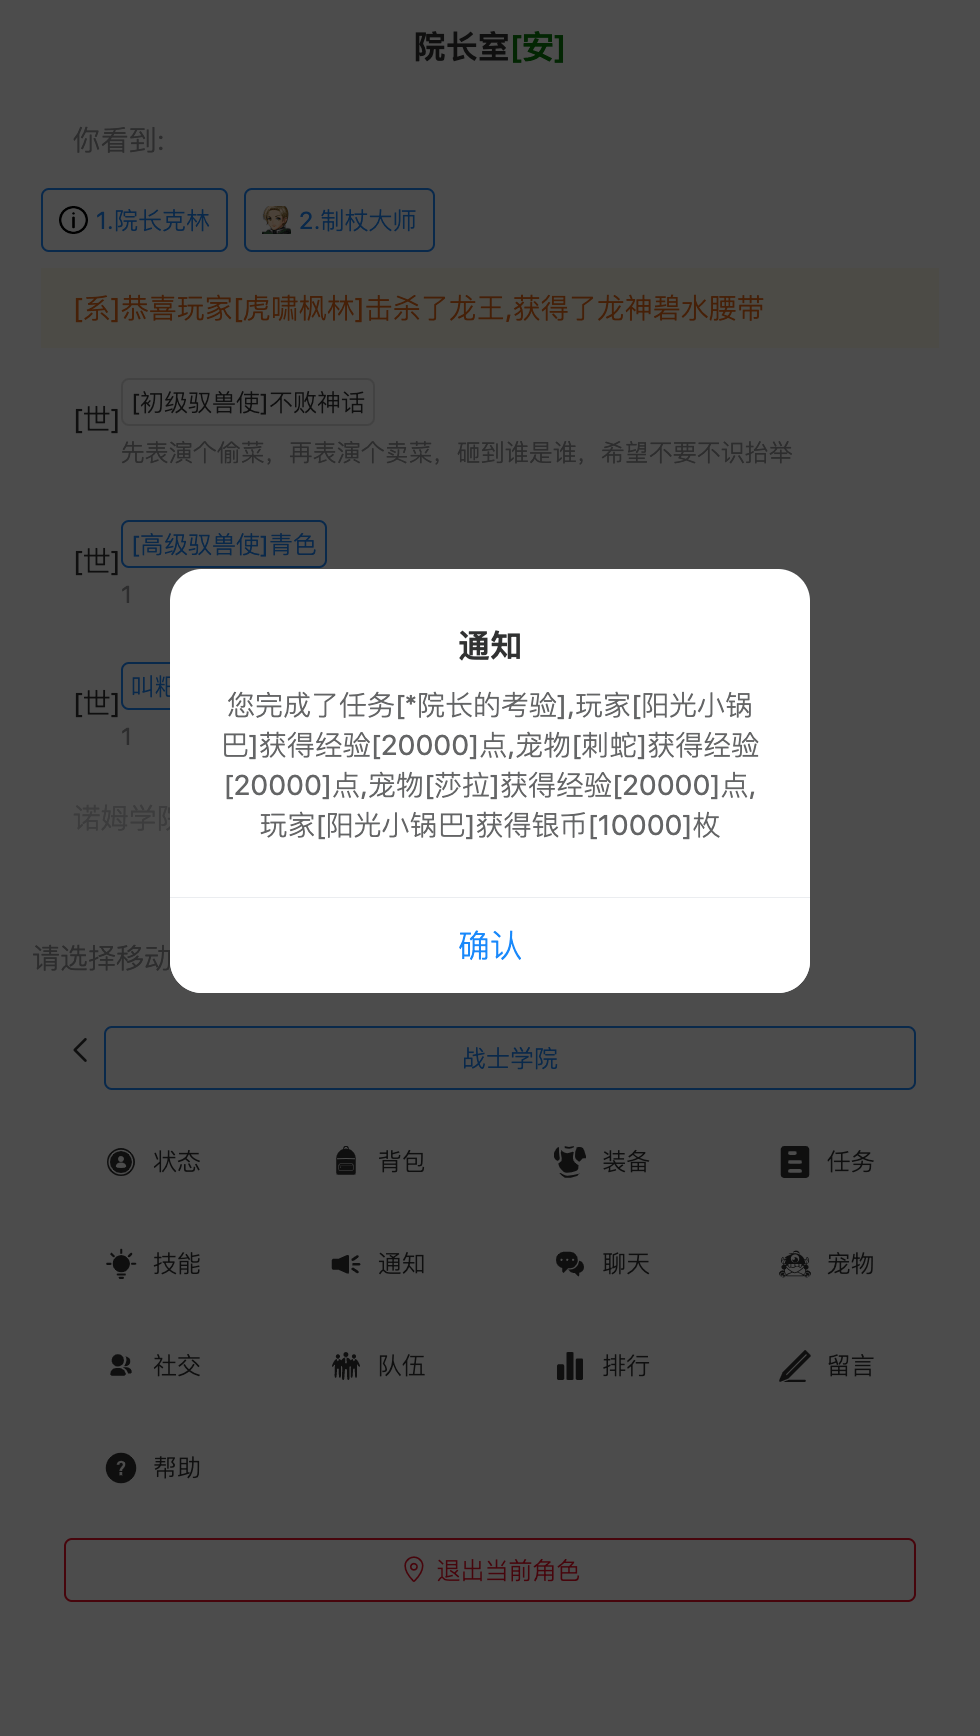 院长室[安]
你看到:
1.院长克林
2.制杖大师
[系]恭喜玩家[虎啸枫林]击杀了龙王,获得了龙神碧水腰带
[世][初级驭兽使]不败神话
先表演个偷菜，再表演个卖菜，砸到谁是谁，希望不要不识抬举
[世][高级驭兽使]青色
1
[世]叫粑
1
诺姆学院
通知
您完成了任务[*院长的考验],玩家[阳光小锅
巴]获得经验[20000]点,宠物[刺蛇]获得经验
[20000]点,宠物[莎拉]获得经验[20000]点,
玩家[阳光小锅巴]获得银币[10000]枚
确认
请选择移动
战士学院
状态
背包
装备
任务
技能
通知
聊天
宠物
社交
队伍
排行
留言
帮助
退出当前角色